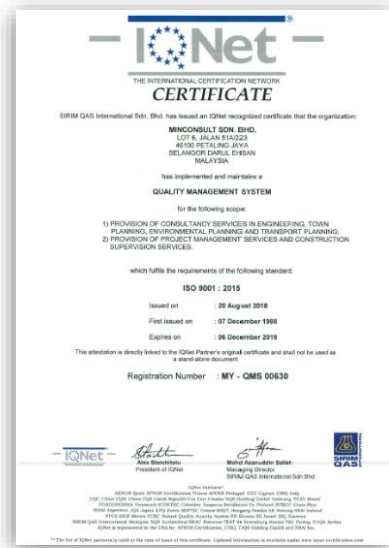 IQNet
®
THE INTERNATIONAL CERTIFICATION NETWORK
CERTIFICATE
SIRIM QAS International Sdn. Bhd. has issued an IQNet recognized certificate that the organization:
MINCONSULT SDN. BHD.
LOT 6, JALAN 51A/223
46100 PETALING JAYA
SELANGOR DARUL EHSAN
MALAYSIA
has implemented and maintains a
QUALITY MANAGEMENT SYSTEM
for the following scope:
1) PROVISION OF CONSULTANCY SERVICES IN ENGINEERING, TOWN
PLANNING, ENVIRONMENTAL PLANNING AND TRANSPORT PLANNING;
2) PROVISION OF PROJECT MANAGEMENT SERVICES AND CONSTRUCTION
SUPERVISION SERVICES.
which fulfils the requirements of the following standard:
ISO 9001 : 2015
Issued on : 20 August 2018
First issued on : 07 December 1998
Expires on : 06 December 2019
This attestation is directly linked to the IQNet Partner's original certificate and shall not be used as
a stand-alone document
Registration Number : MY - QMS 00630
IQNet
Alex Stoichitoiu
President of IQNet
Mohd Azanuddin Salleh
Managing Director
SIRIM QAS International Sdn Bhd
SIRIM
QAS
IQNet Partners*: